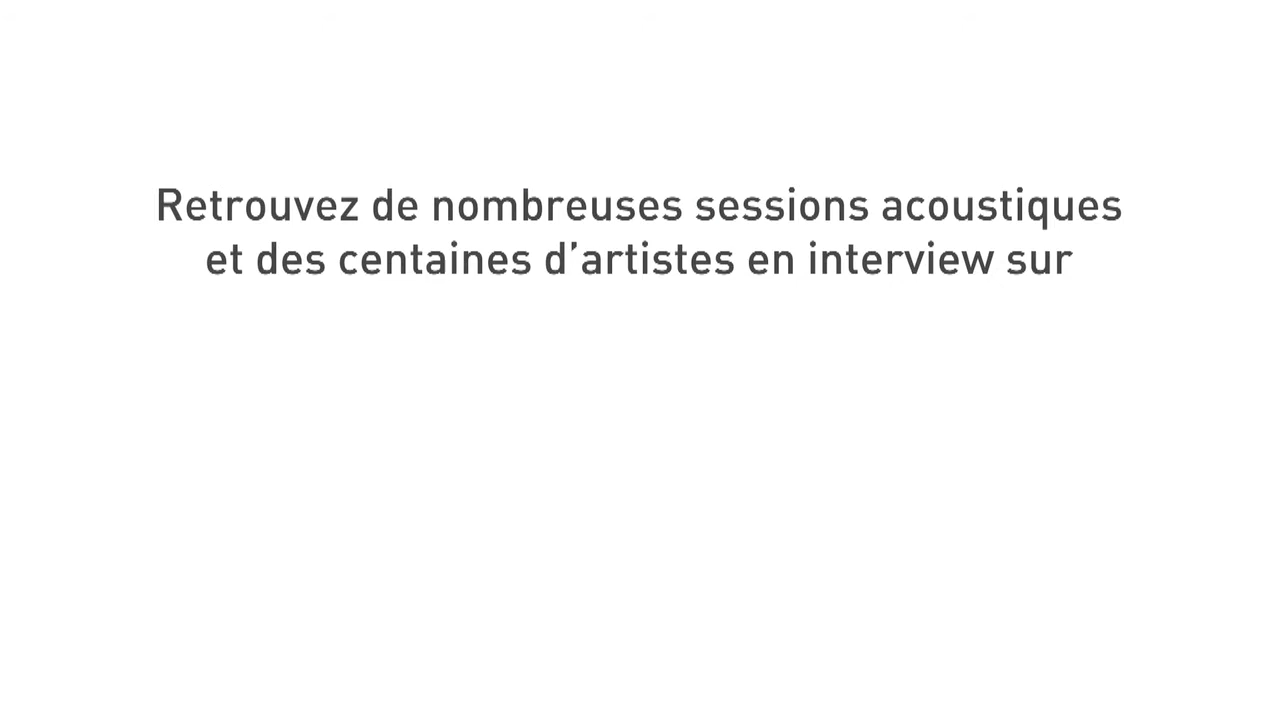 Retrouvez de nombreuses sessions acoustiques
et des centaines d’artistes en interview sur